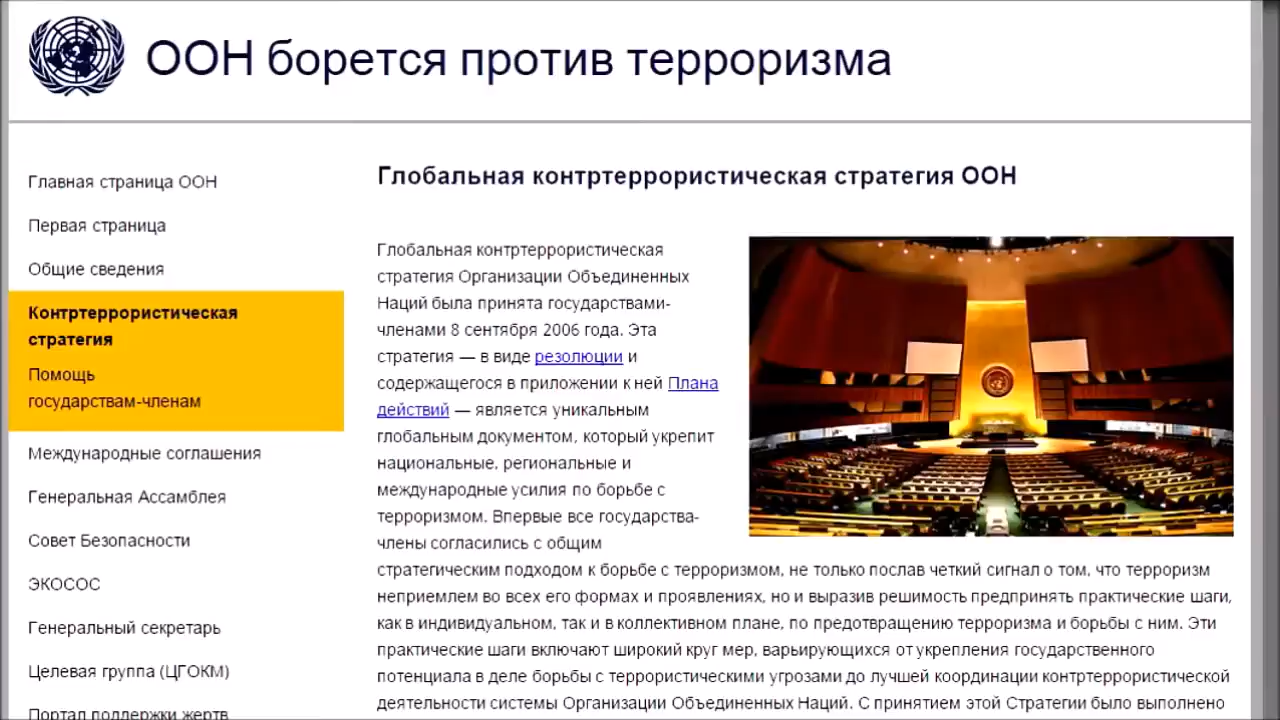 ООН борется против терроризма
Главная страница ООН
Первая страница
Общие сведения
Контртеррористическая
стратегия
Помощь
государствам-членам
Международные соглашения
Генеральная Ассамблея
Совет Безопасности
ЭКОСОС
Генеральный секретарь
Целевая группа (ЦГОКМ)
Портал поддержки жертв
Глобальная контртеррористическая стратегия ООН
Глобальная контртеррористическая
стратегия Организации Объединенных
Наций была принята государствами-
членами 8 сентября 2006 года. Эта
стратегия — в виде резолюции и
содержащегося в приложении к ней Плана
действий — является уникальным
глобальным документом, который укрепит
национальные, региональные и
международные усилия по борьбе с
терроризмом. Впервые все государства-
члены согласились с общим
стратегическим подходом к борьбе с терроризмом, не только послав четкий сигнал о том, что терроризм
неприемлем во всех его формах и проявлениях, но и выразив решимость предпринять практические шаги,
как в индивидуальном, так и в коллективном плане, по предотвращению терроризма и борьбы с ним. Эти
практические шаги включают широкий круг мер, варьирующихся от укрепления государственного
потенциала в деле борьбы с террористическими угрозами до лучшей координации контртеррористической
деятельности системы Организации Объединенных Наций. С принятием этой Стратегии было выполнено